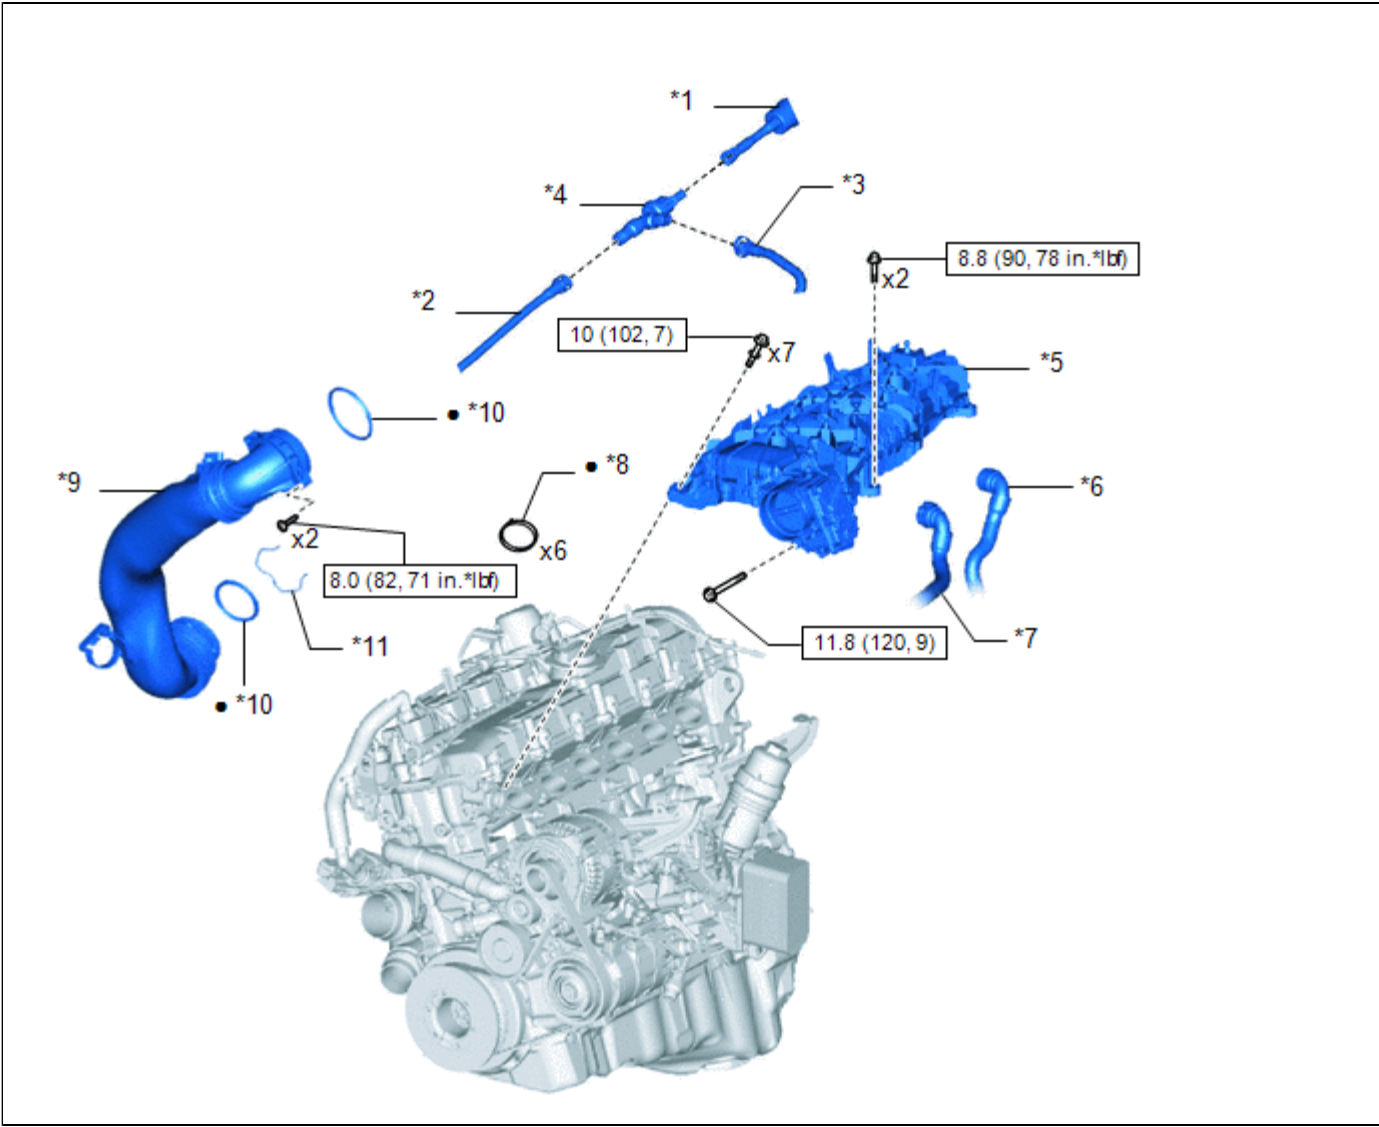 *1
*4
*3
8.8 (90, 78 in.*lbf)
x2
*2
10 (102, 7)
x7
*5
● *10
● *8
*9
*6
x2
x6
8.0 (82, 71 in.*lbf)
*11
11.8 (120, 9)
*7
● *10